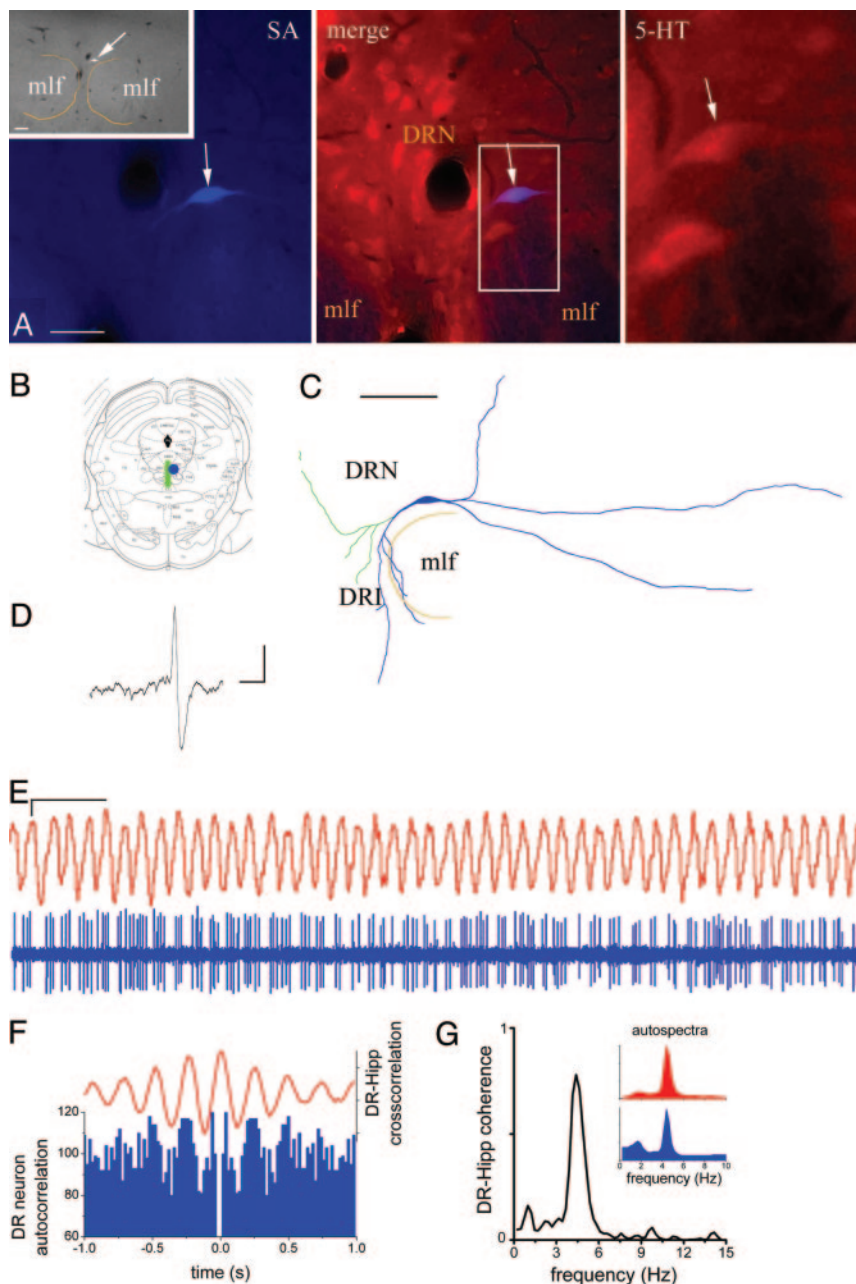 SA
mlf mlf
A
merge
DRN
mlf mlf
5-HT
B
C
DRN
mlf
DRI
D
E
F
DR neuron
autocorrelation
120
100
80
60
-1.0 -0.5 0.0 0.5 1.0
time (s)
DR-Hipp
crosscorrelation
G
DR-Hipp coherence
1
0
0 3 6 9 12 15
frequency (Hz)
autospectra
0 2 4 6 8 10
frequency (Hz)